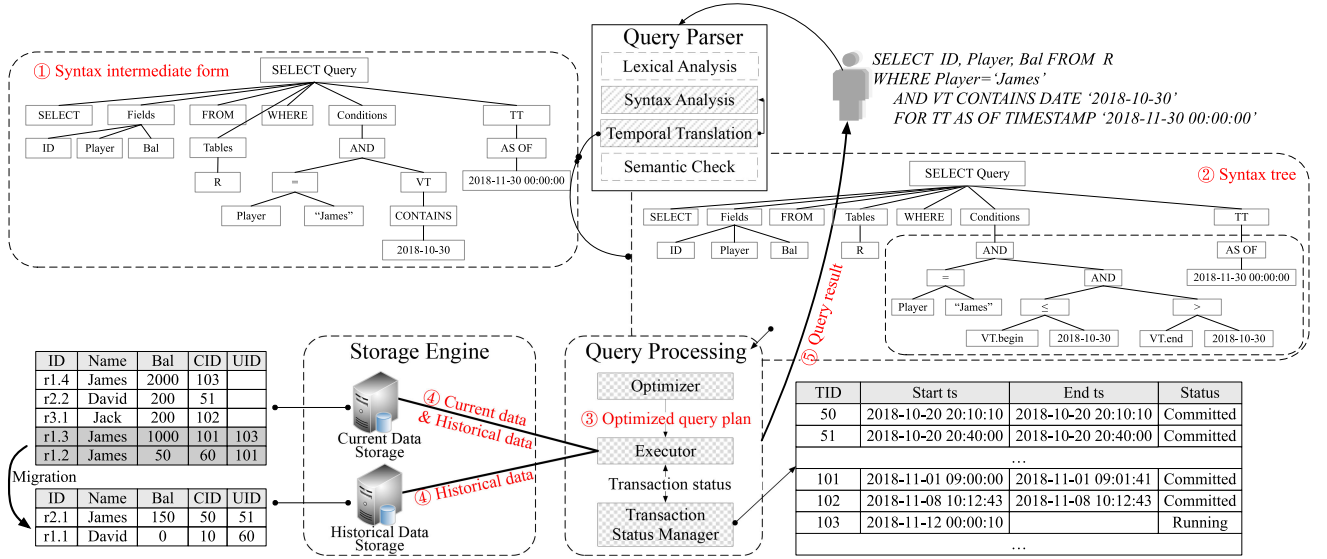 ① Syntax intermediate form
SELECT Query
SELECT Fields FROM WHERE Conditions TT
ID Player Bal Tables AND AS OF
R = VT 2018-11-30 00:00:00
Player “James” CONTAINS
2018-10-30
Query Parser
Lexical Analysis
Syntax Analysis
Temporal Translation
Semantic Check
SELECT ID, Player, Bal FROM R
WHERE Player=‘James’
AND VT CONTAINS DATE ‘2018-10-30’
FOR TT AS OF TIMESTAMP ‘2018-11-30 00:00:00’
② Syntax tree
SELECT Query
SELECT Fields FROM Tables WHERE Conditions TT
ID Player Bal R AND AS OF
= AND 2018-11-30 00:00:00
Player “James” ≤ >
VT.begin 2018-10-30 VT.end 2018-10-30
ID Name Bal CID UID
r1.4 James 2000 103
r2.2 David 200 51
r3.1 Jack 200 102
r1.3 James 1000 101 103
r1.2 James 50 60 101
Migration
ID Name Bal CID UID
r2.1 James 150 50 51
r1.1 David 0 10 60
Storage Engine
Current Data
Storage
Historical Data
Storage
④ Current data
& Historical data
④ Historical data
Query Processing
Optimizer
③ Optimized query plan
Executor
Transaction status
Transaction
Status Manager
⑤ Query result
TID Start ts End ts Status
50 2018-10-20 20:10:10 2018-10-20 20:10:10 Committed
51 2018-10-20 20:40:00 2018-10-20 20:40:00 Committed
...
101 2018-11-01 09:00:00 2018-11-01 09:01:41 Committed
102 2018-11-08 10:12:43 2018-11-08 10:12:43 Committed
103 2018-11-12 00:00:10 Running
...